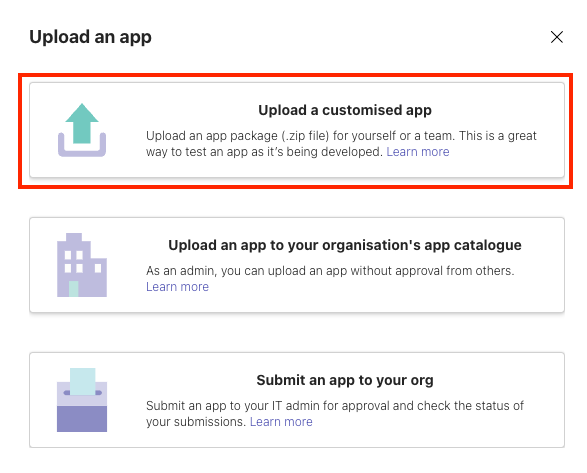 Upload an app
Upload a customised app
Upload an app package (.zip file) for yourself or a team. This is a great
way to test an app as it's being developed. Learn more
Upload an app to your organisation's app catalogue
As an admin, you can upload an app without approval from others.
Learn more
Submit an app to your org
Submit an app to your IT admin for approval and check the status of
your submissions. Learn more